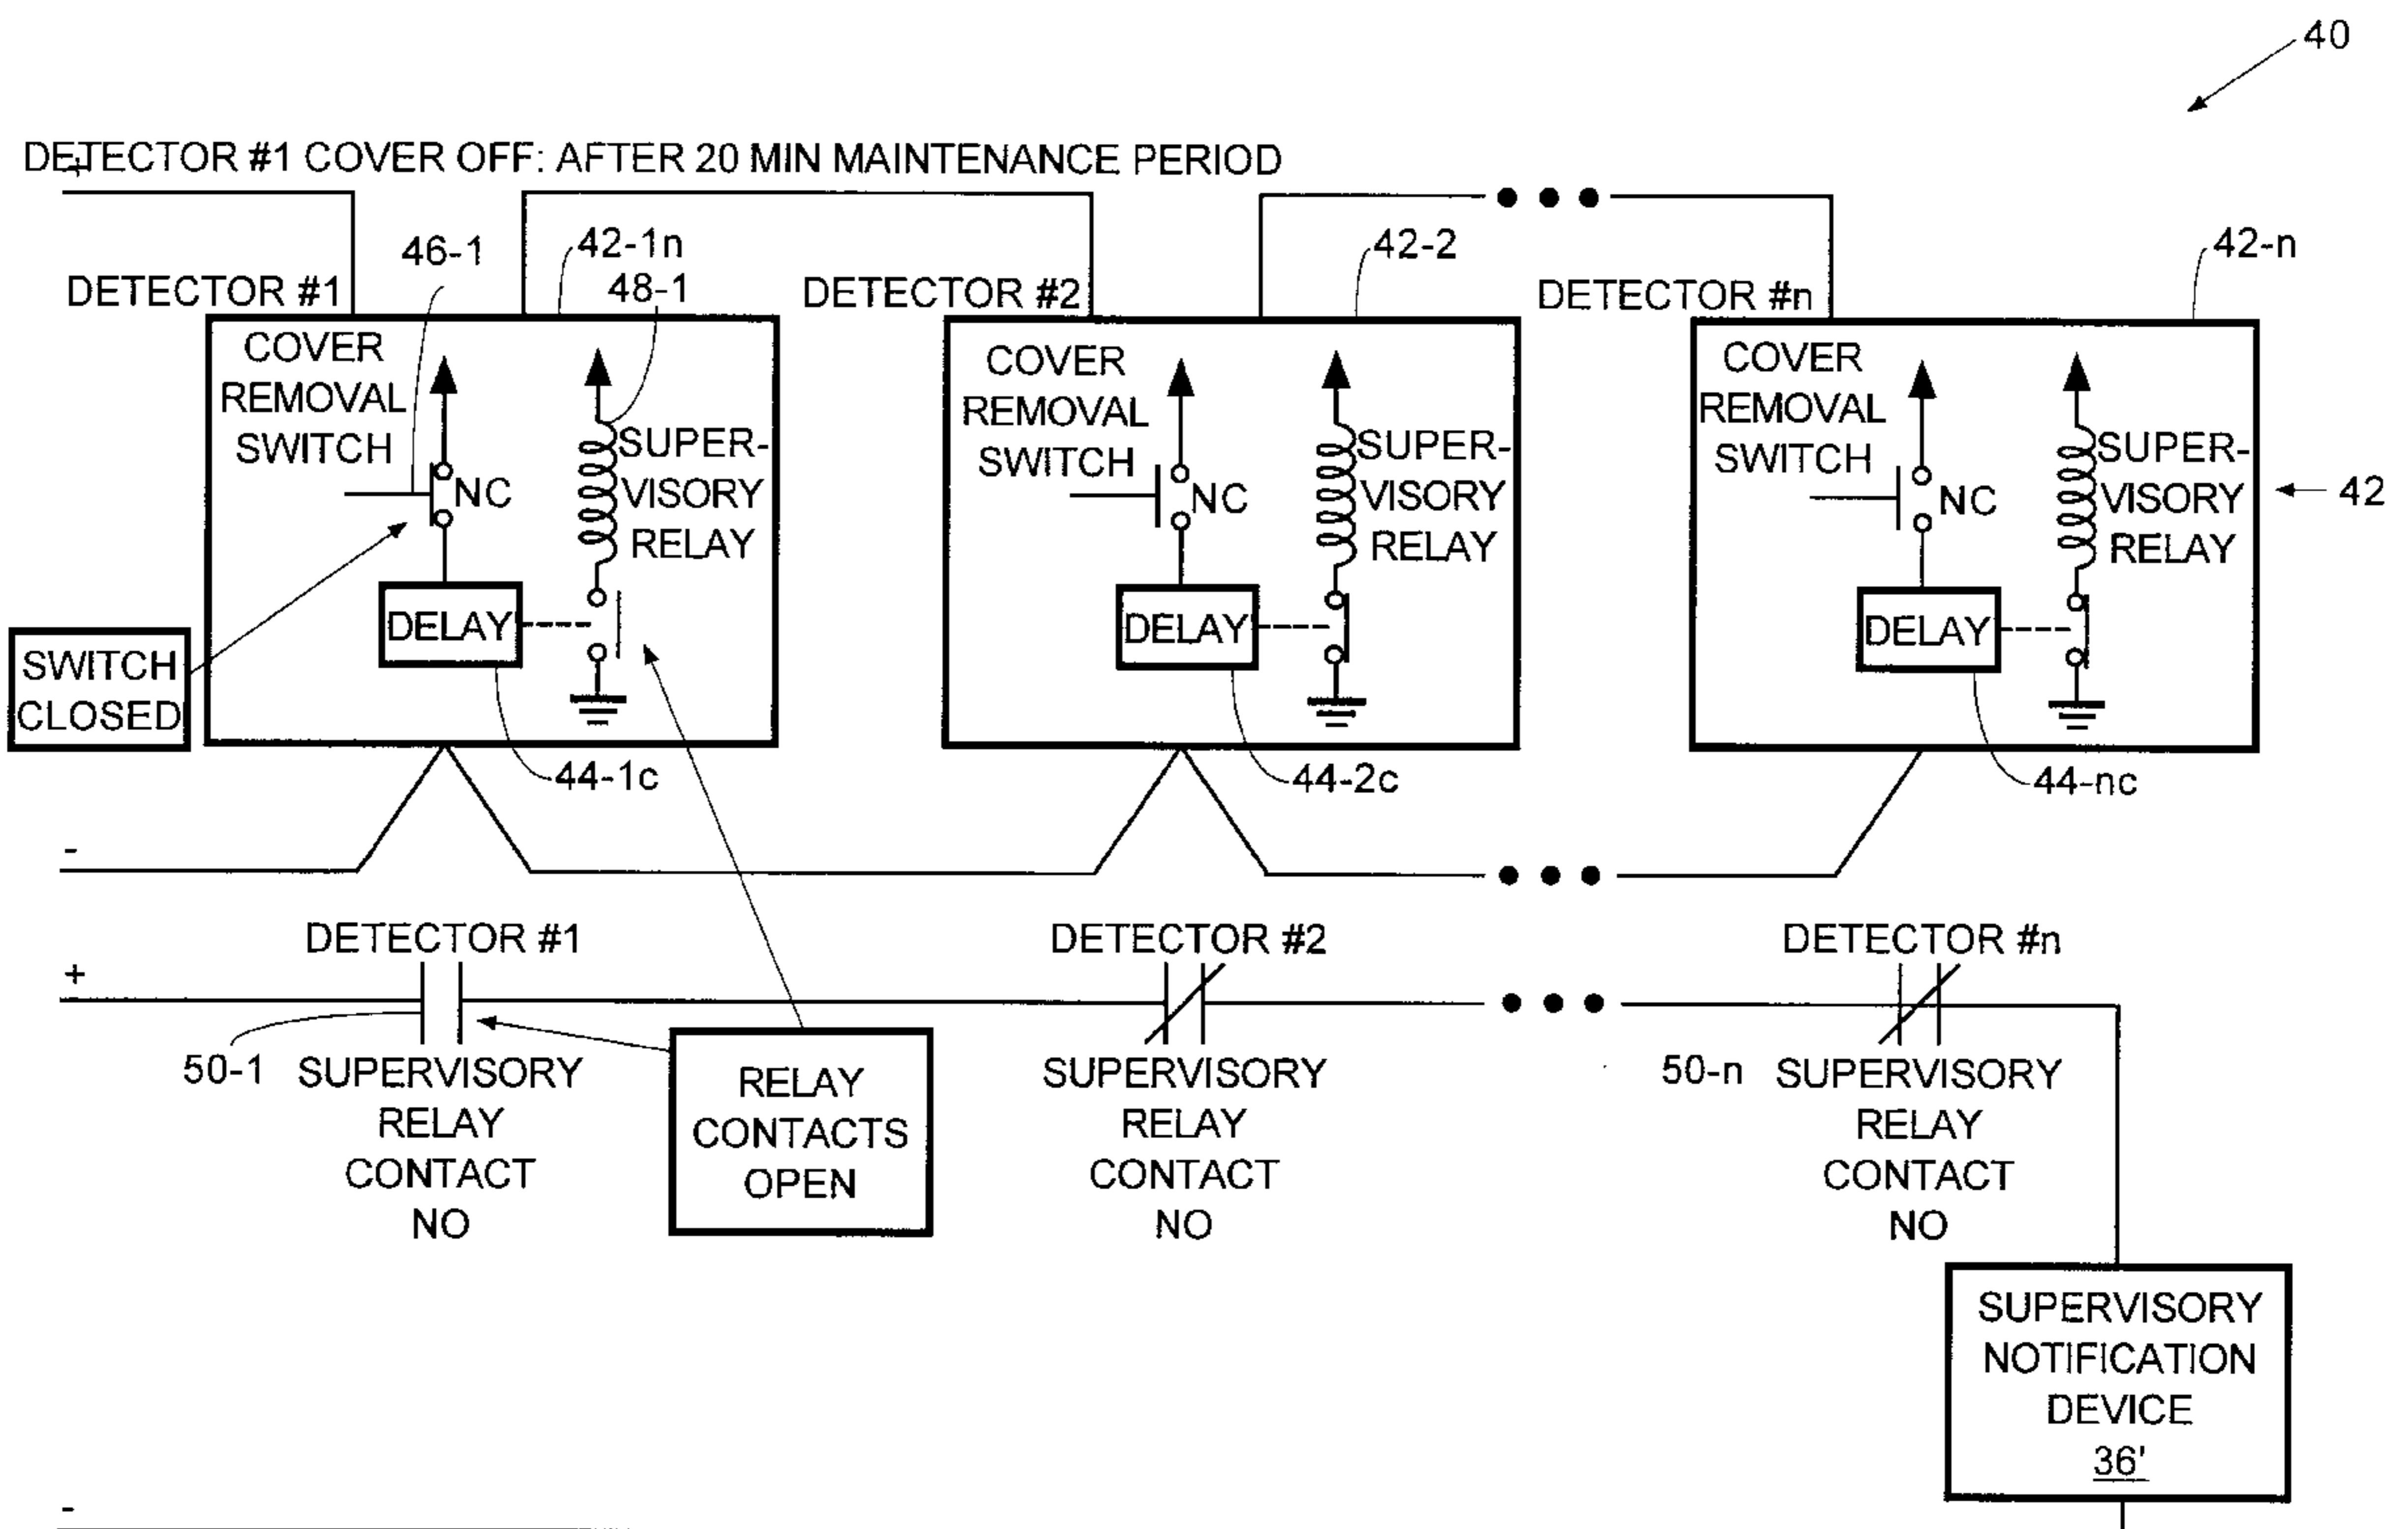 40
DETECTOR #1 COVER OFF: AFTER 20 MIN MAINTENANCE PERIOD
+
46-1
42-1n
48-1
42-2
42-n
DETECTOR #1
DETECTOR #2
DETECTOR #n
COVER
REMOVAL
SWITCH
NC
SUPER-
VISORY
RELAY
DELAY
COVER
REMOVAL
SWITCH
NC
SUPER-
VISORY
RELAY
DELAY
COVER
REMOVAL
SWITCH
NC
SUPER-
VISORY
RELAY
DELAY
42
SWITCH
CLOSED
44-1c
44-2c
44-nc
-
DETECTOR #1
DETECTOR #2
DETECTOR #n
+
50-1
SUPERVISORY
RELAY
CONTACT
NO
RELAY
CONTACTS
OPEN
SUPERVISORY
RELAY
CONTACT
NO
50-n
SUPERVISORY
RELAY
CONTACT
NO
SUPERVISORY
NOTIFICATION
DEVICE
36'
-